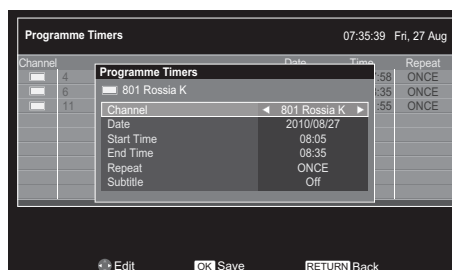 Programme Timers 07:35:39 Fri, 27 Aug
Channel Date Time Repeat
4 :58 ONCE
6 :35 ONCE
11 :55 ONCE
Programme Timers
801 Rossia K
Channel 801 Rossia K
Date 2010/08/27
Start Time 08:05
End Time 08:35
Repeat ONCE
Subtitle Off
Edit OK Save RETURN Back